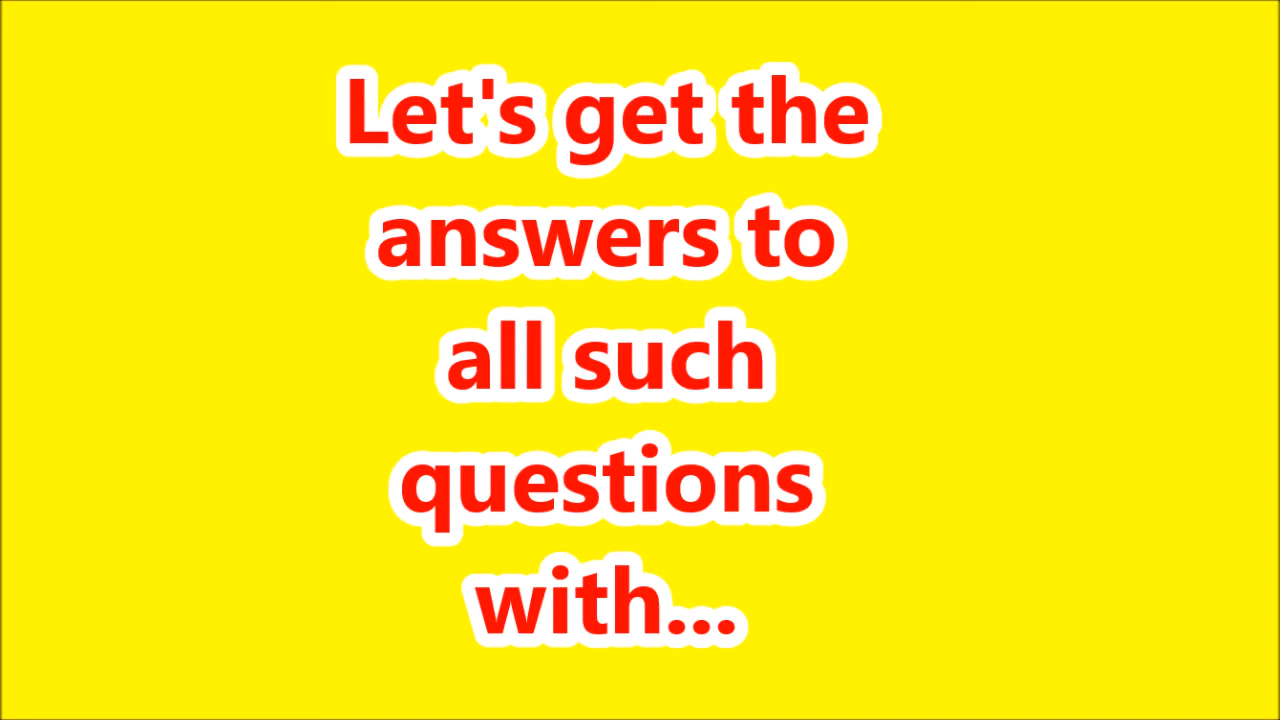 Let's get the
answers to
all such
questions
with...